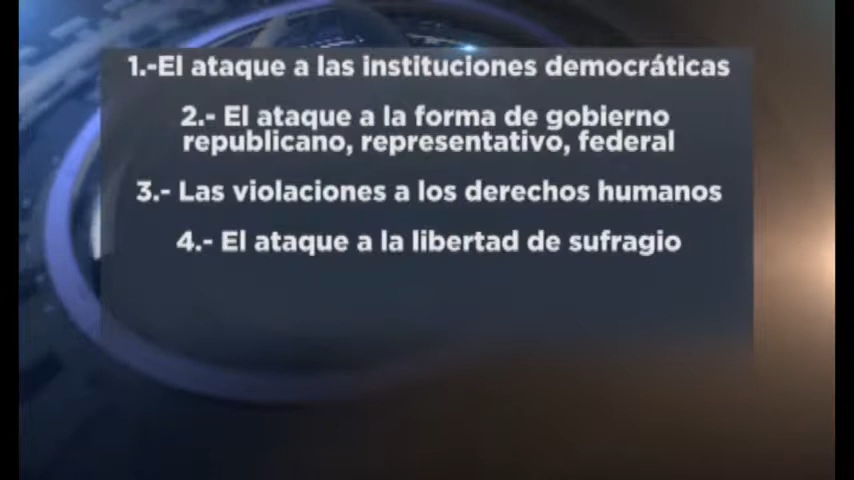 1.-El ataque a las instituciones democráticas
2.- El ataque a la forma de gobierno
republicano, representativo, federal
3.- Las violaciones a los derechos humanos
4.- El ataque a la libertad de sufragio